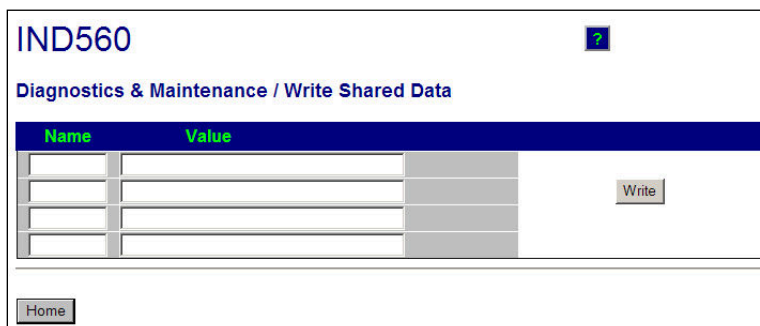 IND560 ?
Diagnostics & Maintenance / Write Shared Data
Name Value
Write
Home